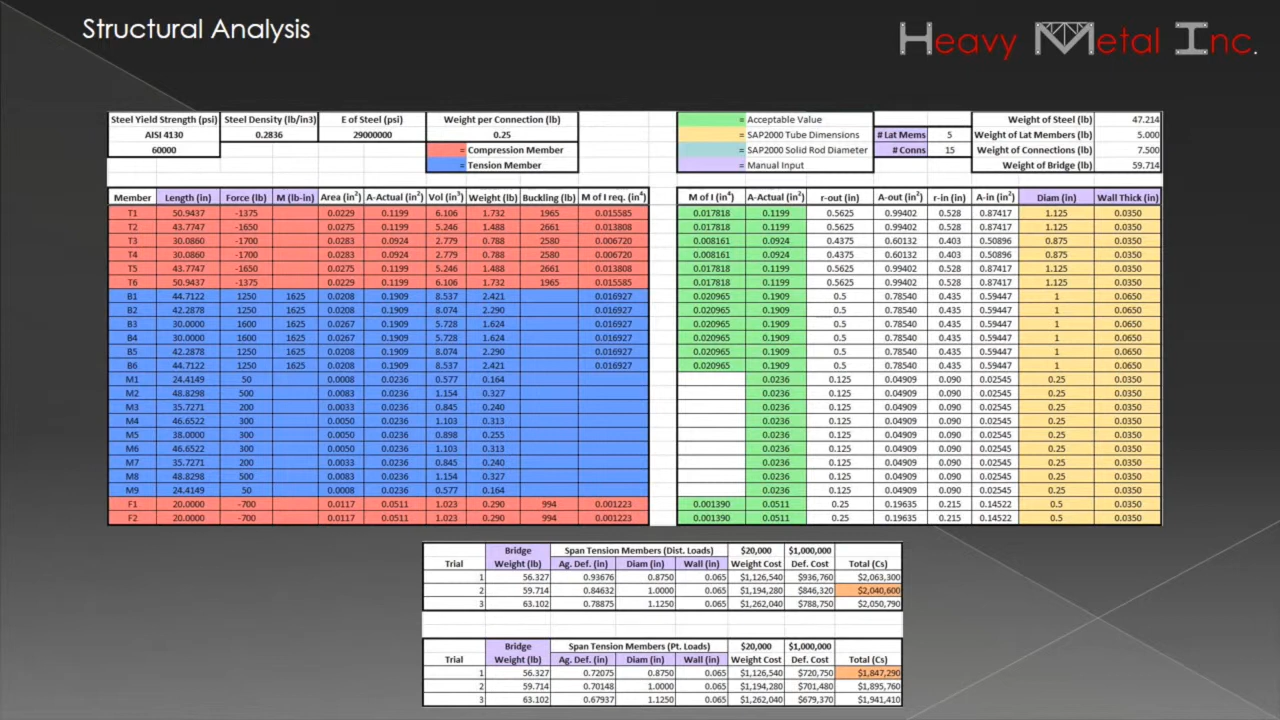 Structural Analysis
Heavy Metal Inc.
Steel Yield Strength (psi) Steel Density (lb/in3) E of Steel (psi) Weight per Connection (lb)
AISI 4130 0.2836 29000000 0.25
60000 = Compression Member
= Tension Member
= Acceptable Value Weight of Steel (lb) 47.214
= SAP2000 Tube Dimensions # Lat Mems 5 Weight of Lat Members (lb) 5.000
= SAP2000 Solid Rod Diameter # Conns 15 Weight of Connections (lb) 7.500
= Manual Input Weight of Bridge (lb) 59.714
Member Length (in) Force (lb) M (lb-in) Area (in²) A-Actual (in²) Vol (in³) Weight (lb) Buckling (lb) M of I req. (in⁴)
T1 50.9437 -1375 0.0229 0.1199 6.106 1.732 1965 0.015585
T2 43.7747 -1650 0.0275 0.1199 5.246 1.488 2661 0.013808
T3 30.0860 -1700 0.0283 0.0924 2.779 0.788 2580 0.006720
T4 30.0860 -1700 0.0283 0.0924 2.779 0.788 2580 0.006720
T5 43.7747 -1650 0.0275 0.1199 5.246 1.488 2661 0.013808
T6 50.9437 -1375 0.0229 0.1199 6.106 1.732 1965 0.015585
B1 44.7122 1250 1625 0.0208 0.1909 8.537 2.421 0.016927
B2 42.2878 1250 1625 0.0208 0.1909 8.074 2.290 0.016927
B3 30.0000 1600 1625 0.0267 0.1909 5.728 1.624 0.016927
B4 30.0000 1600 1625 0.0267 0.1909 5.728 1.624 0.016927
B5 42.2878 1250 1625 0.0208 0.1909 8.074 2.290 0.016927
B6 44.7122 1250 1625 0.0208 0.1909 8.537 2.421 0.016927
M1 24.4149 50 0.0008 0.0236 0.577 0.164
M2 48.8298 500 0.0083 0.0236 1.154 0.327
M3 35.7271 200 0.0033 0.0236 0.845 0.240
M4 46.6522 300 0.0050 0.0236 1.103 0.313
M5 38.0000 300 0.0050 0.0236 0.898 0.255
M6 46.6522 300 0.0050 0.0236 1.103 0.313
M7 35.7271 200 0.0033 0.0236 0.845 0.240
M8 48.8298 500 0.0083 0.0236 1.154 0.327
M9 24.4149 50 0.0008 0.0236 0.577 0.164
F1 20.0000 -700 0.0117 0.0511 1.023 0.290 994 0.001223
F2 20.0000 -700 0.0117 0.0511 1.023 0.290 994 0.001223
M of I (in⁴) A-Actual (in²) r-out (in) A-out (in²) r-in (in) A-in (in²) Diam (in) Wall Thick (in)
0.017818 0.1199 0.5625 0.99402 0.528 0.87417 1.125 0.0350
0.017818 0.1199 0.5625 0.99402 0.528 0.87417 1.125 0.0350
0.008161 0.0924 0.4375 0.60132 0.403 0.50896 0.875 0.0350
0.008161 0.0924 0.4375 0.60132 0.403 0.50896 0.875 0.0350
0.017818 0.1199 0.5625 0.99402 0.528 0.87417 1.125 0.0350
0.017818 0.1199 0.5625 0.99402 0.528 0.87417 1.125 0.0350
0.020965 0.1909 0.5 0.78540 0.435 0.59447 1 0.0650
0.020965 0.1909 0.5 0.78540 0.435 0.59447 1 0.0650
0.020965 0.1909 0.5 0.78540 0.435 0.59447 1 0.0650
0.020965 0.1909 0.5 0.78540 0.435 0.59447 1 0.0650
0.020965 0.1909 0.5 0.78540 0.435 0.59447 1 0.0650
0.020965 0.1909 0.5 0.78540 0.435 0.59447 1 0.0650
0.0236 0.125 0.04909 0.090 0.02545 0.25 0.0350
0.0236 0.125 0.04909 0.090 0.02545 0.25 0.0350
0.0236 0.125 0.04909 0.090 0.02545 0.25 0.0350
0.0236 0.125 0.04909 0.090 0.02545 0.25 0.0350
0.0236 0.125 0.04909 0.090 0.02545 0.25 0.0350
0.0236 0.125 0.04909 0.090 0.02545 0.25 0.0350
0.0236 0.125 0.04909 0.090 0.02545 0.25 0.0350
0.0236 0.125 0.04909 0.090 0.02545 0.25 0.0350
0.0236 0.125 0.04909 0.090 0.02545 0.25 0.0350
0.001390 0.0511 0.25 0.19635 0.215 0.14522 0.5 0.0350
0.001390 0.0511 0.25 0.19635 0.215 0.14522 0.5 0.0350
Bridge Span Tension Members (Dist. Loads) $20,000 $1,000,000
Trial Weight (lb) Ag. Def. (in) Diam (in) Wall (in) Weight Cost Def. Cost Total (Cs)
1 56.327 0.93676 0.8750 0.065 $1,126,540 $936,760 $2,063,300
2 59.714 0.84632 1.0000 0.065 $1,194,280 $846,320 $2,040,600
3 63.102 0.78875 1.1250 0.065 $1,262,040 $788,750 $2,050,790
Bridge Span Tension Members (Pt. Loads) $20,000 $1,000,000
Trial Weight (lb) Ag. Def. (in) Diam (in) Wall (in) Weight Cost Def. Cost Total (Cs)
1 56.327 0.72075 0.8750 0.065 $1,126,540 $720,750 $1,847,290
2 59.714 0.70148 1.0000 0.065 $1,194,280 $701,480 $1,895,760
3 63.102 0.67937 1.1250 0.065 $1,262,040 $679,370 $1,941,410